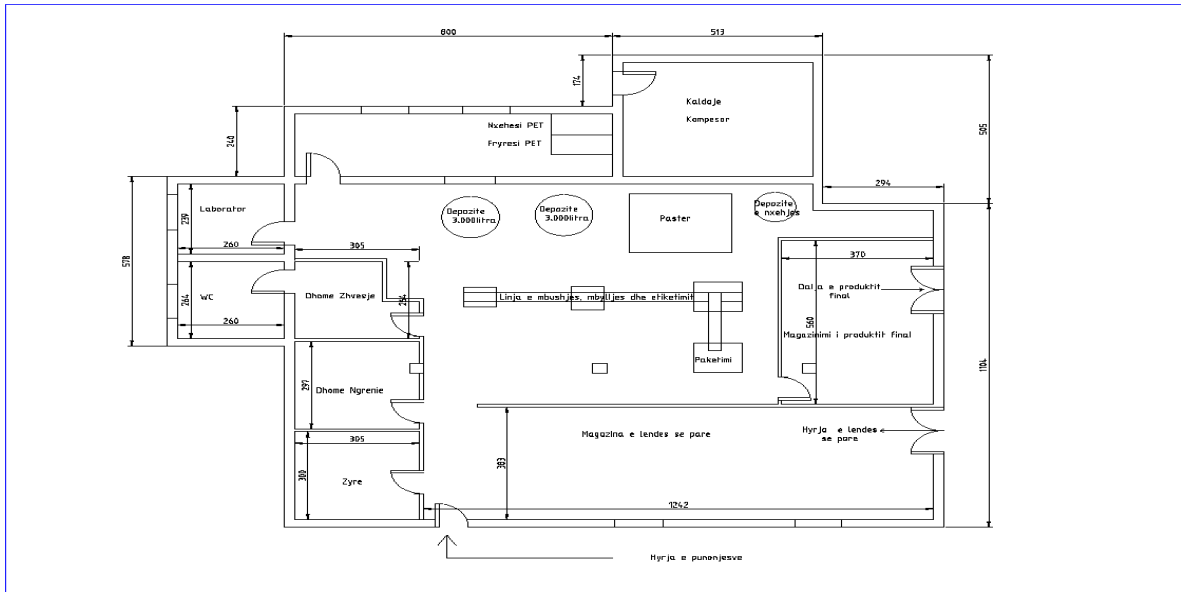 800
513
174
Kaldaje
Kompesor
505
240
Nxehesi PET
Fryresi PET
294
Laborator
239
260
578
Depozite
3.000litra
Depozite
3.000litra
Paster
Depozite
e nxehjes
305
370
WC
264
260
Dhome Zhvesje
254
Linja e mbushjes, mbylljes dhe etiketimit
Dalja e produktit
final
560
Magazinimi i produktit final
1104
Paketimi
297
Dhome Ngrenie
305
300
Zyre
Magazina e lendes se pare
383
Hyrja e lendes
se pare
1242
Hyrja e punonjesve